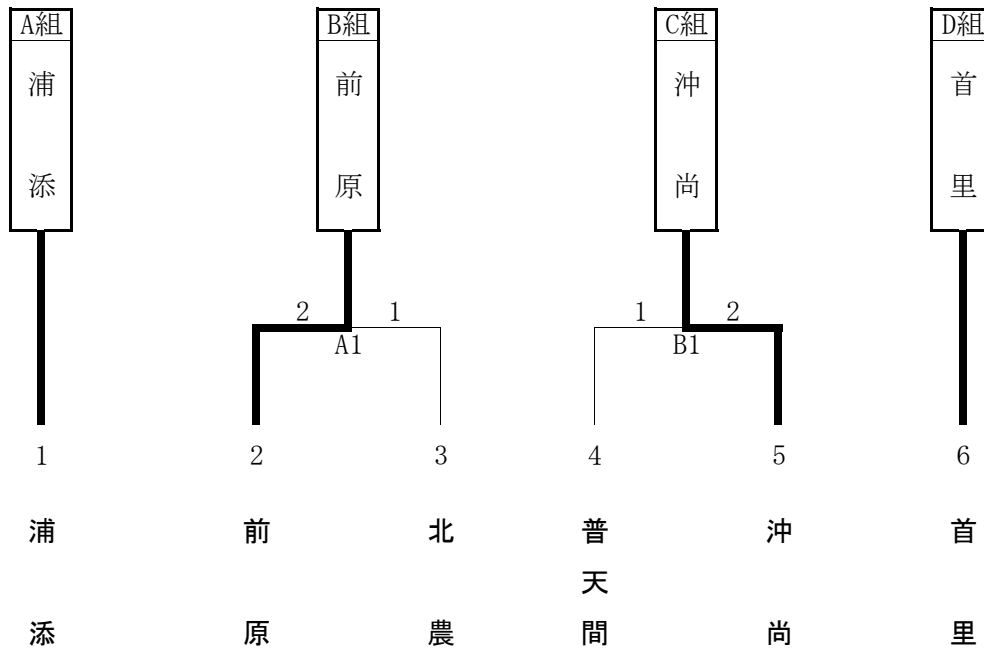 A組 B組 C組 D組
浦添 前原 沖尚 首里
2 1 1 2
A1 B1
1 2 3 4 5 6
浦添 前原 北農 普天間 沖尚 首里